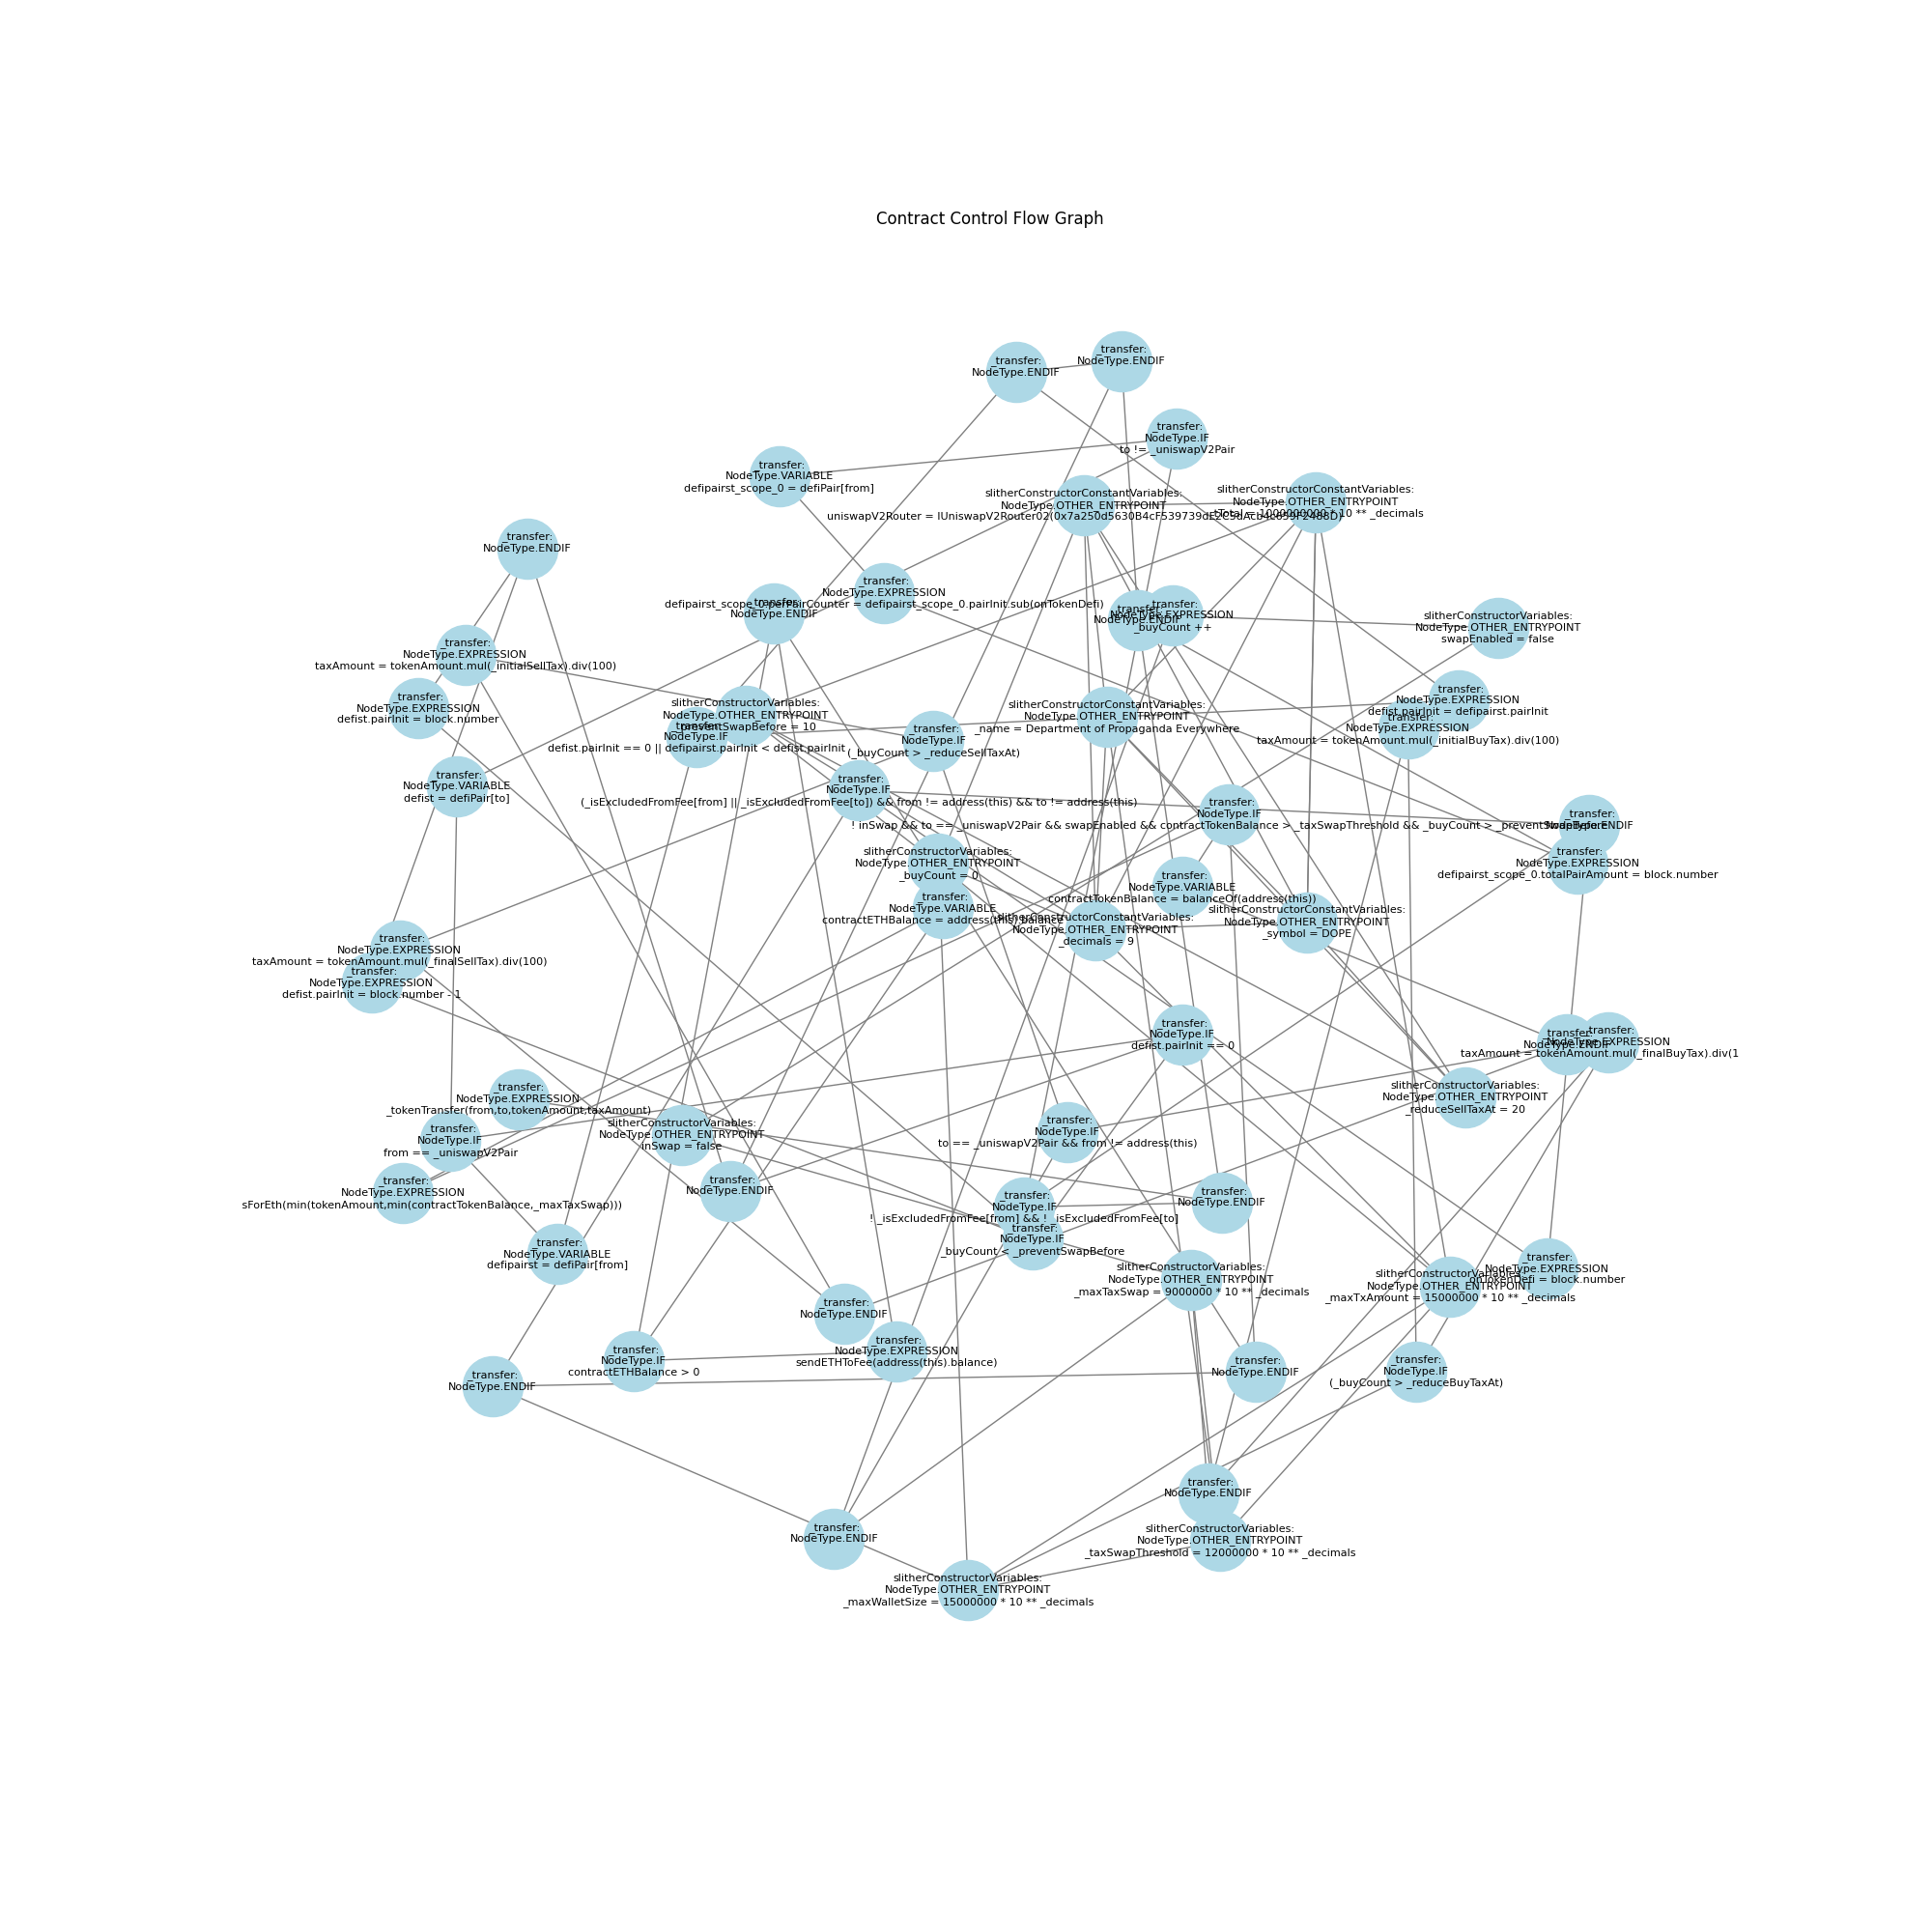 Contract Control Flow Graph
_transfer:
NodeType.ENDIF
_transfer:
NodeType.ENDIF
_transfer:
NodeType.IF
to != _uniswapV2Pair
_transfer:
NodeType.VARIABLE
defipairst_scope_0 = defiPair[from]
slitherConstructorConstantVariables:
NodeType.OTHER_ENTRYPOINT
uniswapV2Router = IUniswapV2Router02(0x7a250d5630B4cF539739dE2C5dAcb4c659F2488D)
slitherConstructorConstantVariables:
NodeType.OTHER_ENTRYPOINT
_tTotal = 1000000000 * 10 ** _decimals
_transfer:
NodeType.ENDIF
_transfer:
NodeType.EXPRESSION
defipairst_scope_0.perPairCounter = defipairst_scope_0.pairInit.sub(onTokenDefi)
_transfer:
NodeType.ENDIF
_transfer:
NodeType.ENDIF
_transfer:
NodeType.EXPRESSION
_buyCount ++
slitherConstructorVariables:
NodeType.OTHER_ENTRYPOINT
swapEnabled = false
_transfer:
NodeType.EXPRESSION
taxAmount = tokenAmount.mul(_initialSellTax).div(100)
_transfer:
NodeType.EXPRESSION
defist.pairInit = block.number
slitherConstructorVariables:
NodeType.OTHER_ENTRYPOINT
_preventSwapBefore = 10
_transfer:
NodeType.IF
defist.pairInit == 0 || defipairst.pairInit < defist.pairInit
slitherConstructorConstantVariables:
NodeType.OTHER_ENTRYPOINT
_name = Department of Propaganda Everywhere
_transfer:
NodeType.EXPRESSION
defist.pairInit = defipairst.pairInit
_transfer:
NodeType.EXPRESSION
taxAmount = tokenAmount.mul(_initialBuyTax).div(100)
_transfer:
NodeType.IF
(_buyCount > _reduceSellTaxAt)
_transfer:
NodeType.VARIABLE
defist = defiPair[to]
_transfer:
NodeType.IF
(_isExcludedFromFee[from] || _isExcludedFromFee[to]) && from != address(this) && to != address(this)
_transfer:
NodeType.IF
! inSwap && to == _uniswapV2Pair && swapEnabled && contractTokenBalance > _taxSwapThreshold && _buyCount > _preventSwapBefore
_transfer:
NodeType.ENDIF
_transfer:
NodeType.EXPRESSION
defipairst_scope_0.totalPairAmount = block.number
slitherConstructorVariables:
NodeType.OTHER_ENTRYPOINT
_buyCount = 0
_transfer:
NodeType.VARIABLE
contractTokenBalance = balanceOf(address(this))
_transfer:
NodeType.VARIABLE
contractETHBalance = address(this).balance
slitherConstructorConstantVariables:
NodeType.OTHER_ENTRYPOINT
_decimals = 9
slitherConstructorConstantVariables:
NodeType.OTHER_ENTRYPOINT
_symbol = DOPE
_transfer:
NodeType.EXPRESSION
taxAmount = tokenAmount.mul(_finalSellTax).div(100)
_transfer:
NodeType.EXPRESSION
defist.pairInit = block.number - 1
_transfer:
NodeType.IF
defist.pairInit == 0
_transfer:
NodeType.ENDIF
_transfer:
NodeType.EXPRESSION
taxAmount = tokenAmount.mul(_finalBuyTax).div(1
slitherConstructorVariables:
NodeType.OTHER_ENTRYPOINT
_reduceSellTaxAt = 20
_transfer:
NodeType.EXPRESSION
_tokenTransfer(from,to,tokenAmount,taxAmount)
_transfer:
NodeType.IF
from == _uniswapV2Pair
slitherConstructorVariables:
NodeType.OTHER_ENTRYPOINT
inSwap = false
_transfer:
NodeType.IF
to == _uniswapV2Pair && from != address(this)
_transfer:
NodeType.EXPRESSION
sForEth(min(tokenAmount,min(contractTokenBalance,_maxTaxSwap)))
_transfer:
NodeType.ENDIF
_transfer:
NodeType.IF
! _isExcludedFromFee[from] && ! _isExcludedFromFee[to]
_transfer:
NodeType.ENDIF
_transfer:
NodeType.IF
_buyCount < _preventSwapBefore
_transfer:
NodeType.VARIABLE
defipairst = defiPair[from]
slitherConstructorVariables:
NodeType.OTHER_ENTRYPOINT
_maxTaxSwap = 9000000 * 10 ** _decimals
_transfer:
NodeType.EXPRESSION
onTokenDefi = block.number
slitherConstructorVariables:
NodeType.OTHER_ENTRYPOINT
_maxTxAmount = 15000000 * 10 ** _decimals
_transfer:
NodeType.ENDIF
_transfer:
NodeType.EXPRESSION
sendETHToFee(address(this).balance)
_transfer:
NodeType.IF
contractETHBalance > 0
_transfer:
NodeType.ENDIF
_transfer:
NodeType.ENDIF
_transfer:
NodeType.IF
(_buyCount > _reduceBuyTaxAt)
_transfer:
NodeType.ENDIF
_transfer:
NodeType.ENDIF
slitherConstructorVariables:
NodeType.OTHER_ENTRYPOINT
_taxSwapThreshold = 12000000 * 10 ** _decimals
slitherConstructorVariables:
NodeType.OTHER_ENTRYPOINT
_maxWalletSize = 15000000 * 10 ** _decimals